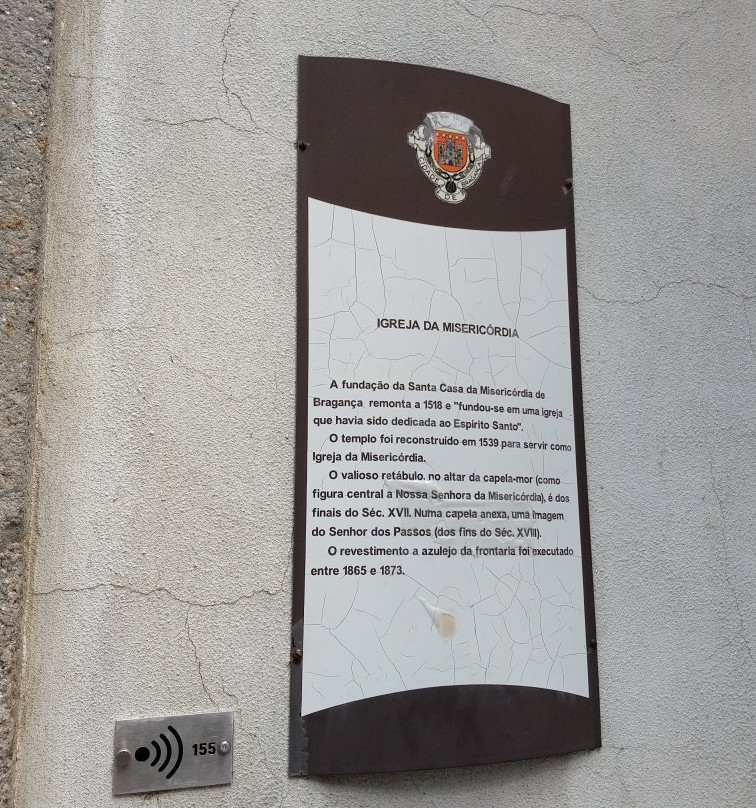 CIDADE DE BRAGANÇA
IGREJA DA MISERICÓRDIA
A fundação da Santa Casa da Misericórdia de
Bragança remonta a 1518 e "fundou-se em uma igreja
que havia sido dedicada ao Espírito Santo".
O templo foi reconstruído em 1539 para servir como
Igreja da Misericórdia.
O valioso retábulo, no altar da capela-mor (como
figura central a Nossa Senhora da Misericórdia), é dos
finais do Séc. XVII. Numa capela anexa, uma imagem
do Senhor dos Passos (dos fins do Séc. XVIII).
O revestimento a azulejo da frontaria foi executado
entre 1865 e 1873.
155